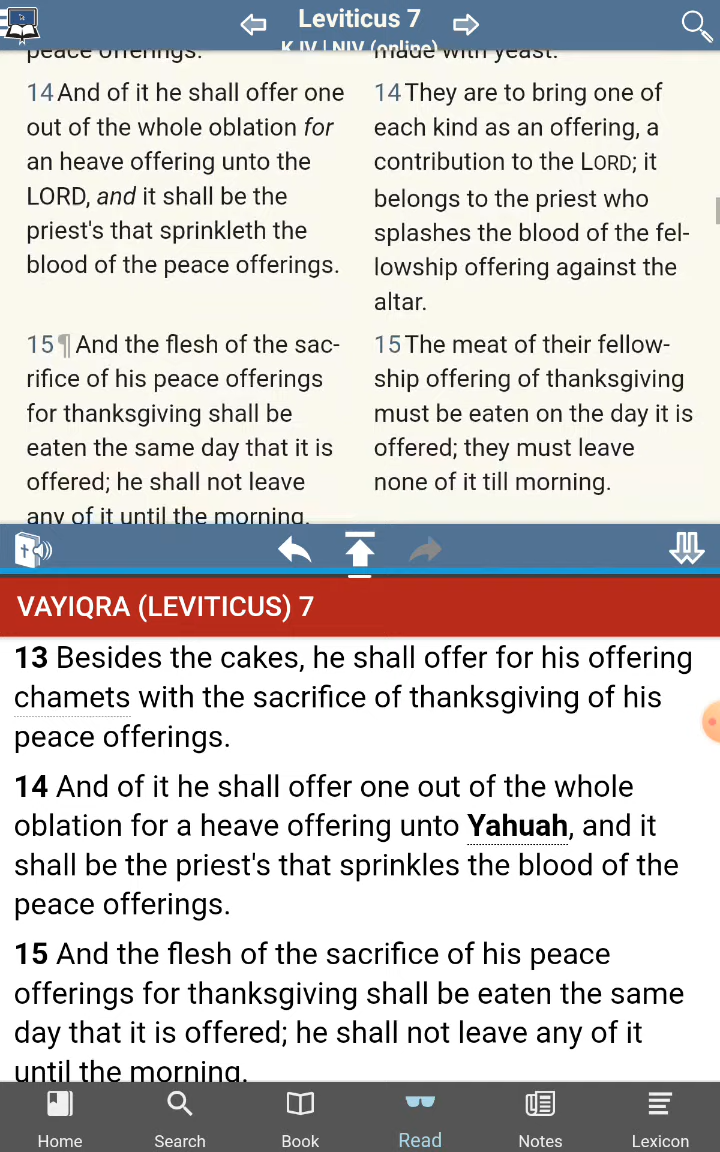 Leviticus 7
KJV | NIV (online)
peace offerings.
14 And of it he shall offer one
out of the whole oblation for
an heave offering unto the
LORD, and it shall be the
priest's that sprinkleth the
blood of the peace offerings.
15 ¶ And the flesh of the sac-
rifice of his peace offerings
for thanksgiving shall be
eaten the same day that it is
offered; he shall not leave
any of it until the morning.
made with yeast.
14 They are to bring one of
each kind as an offering, a
contribution to the LORD; it
belongs to the priest who
splashes the blood of the fel-
lowship offering against the
altar.
15 The meat of their fellow-
ship offering of thanksgiving
must be eaten on the day it is
offered; they must leave
none of it till morning.
VAYIQRA (LEVITICUS) 7
13 Besides the cakes, he shall offer for his offering
chamets with the sacrifice of thanksgiving of his
peace offerings.
14 And of it he shall offer one out of the whole
oblation for a heave offering unto Yahuah, and it
shall be the priest's that sprinkles the blood of the
peace offerings.
15 And the flesh of the sacrifice of his peace
offerings for thanksgiving shall be eaten the same
day that it is offered; he shall not leave any of it
until the morning.
Home
Search
Book
Read
Notes
Lexicon